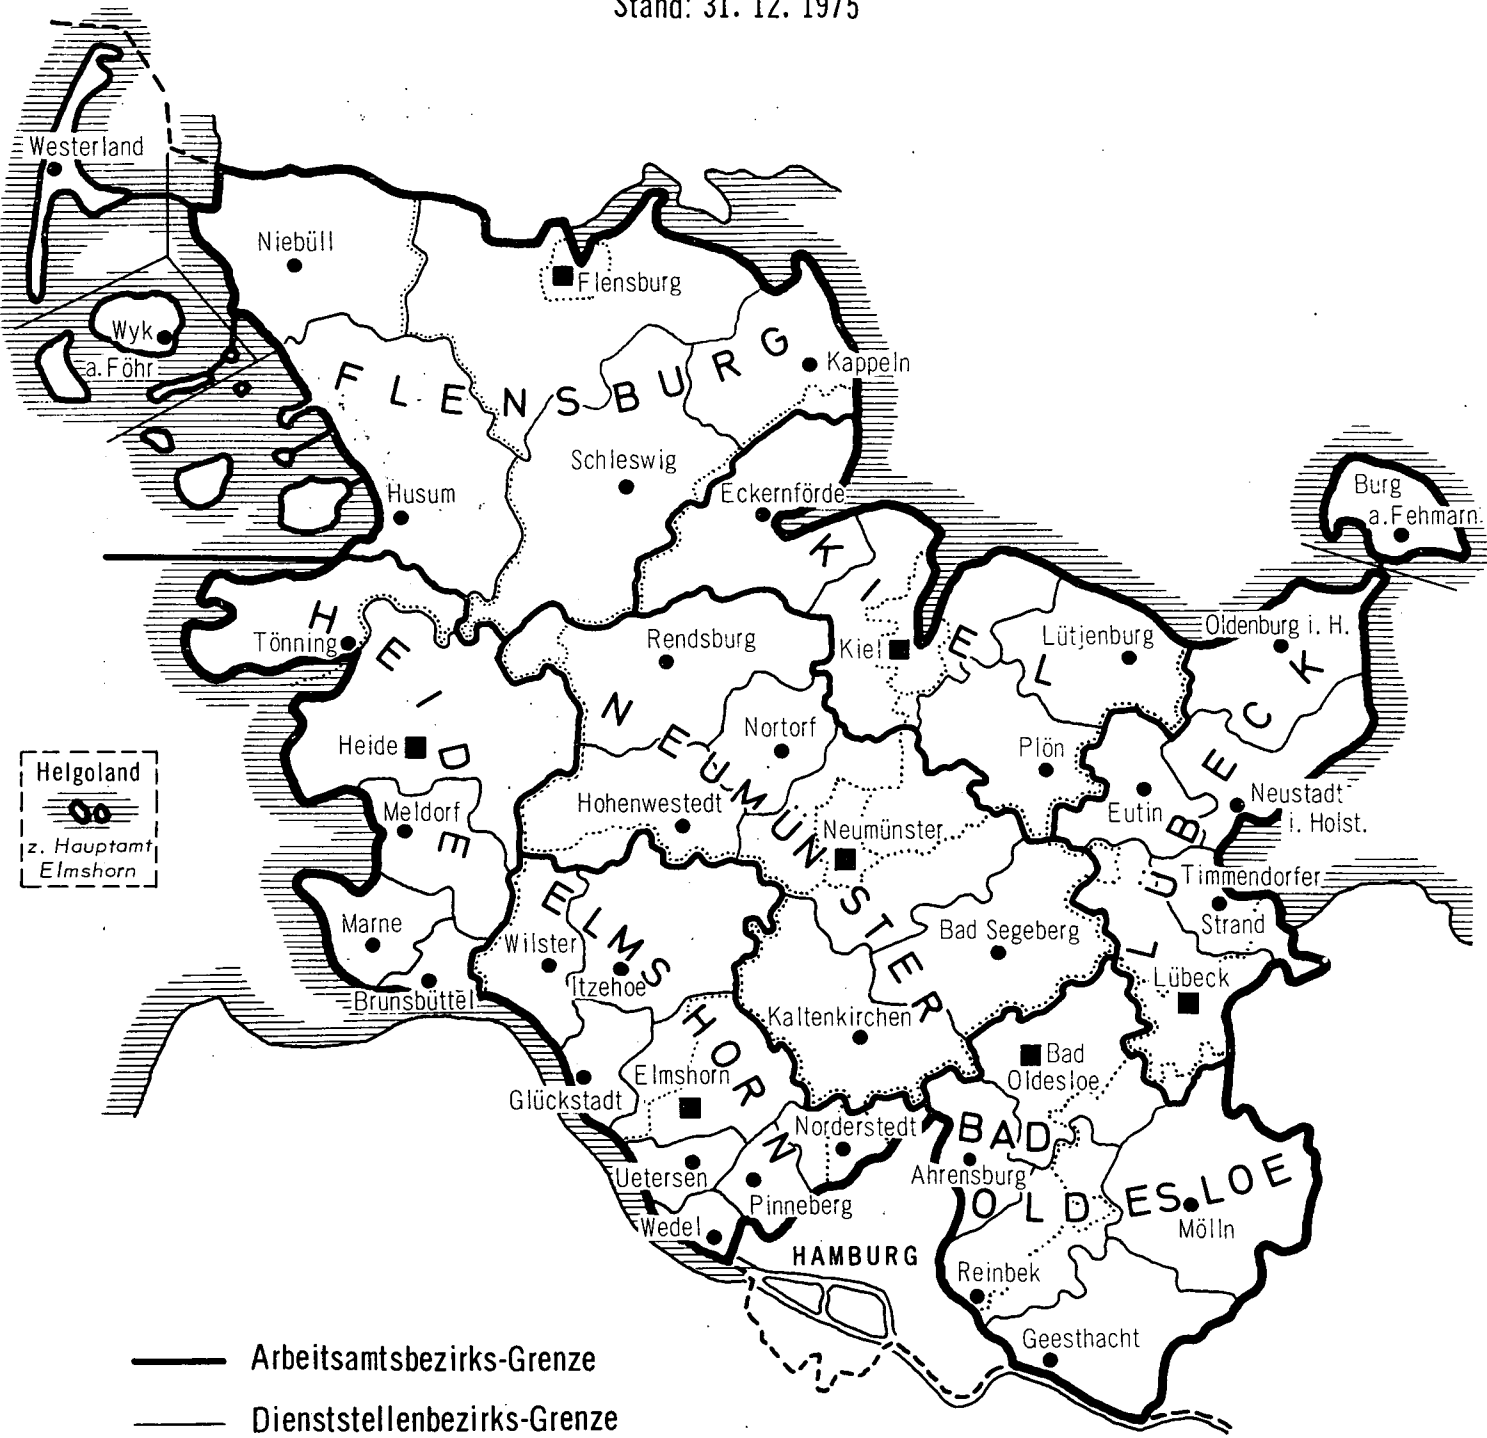 Stand: 31. 12. 1975
Westerland
Niebüll
Flensburg
Wyk
a. Föhr
FLENSBURG
Kappeln
Schleswig
Husum
Eckernförde
Burg
a. Fehmarn
KIEL
HEIDE
Tönning
Rendsburg
Kiel
Lütjenburg
Oldenburg i. H.
NEUMÜNSTER
Nortorf
LÜBECK
Heide
Plön
Helgoland
z. Hauptamt
Elmshorn
Meldorf
Hohenwestedt
Neumünster
Eutin
Neustadt
i. Holst.
Timmendorfer
Strand
ELMSHORN
Marne
Wilster
Itzehoe
Bad Segeberg
Lübeck
Brunsbüttel
Kaltenkirchen
Bad
Oldesloe
Elmshorn
Glückstadt
Norderstedt
BAD
OLDESLOE
Ahrensburg
Uetersen
Pinneberg
Wedel
Mölln
HAMBURG
Reinbek
Geesthacht
Arbeitsamtsbezirks-Grenze
Dienststellenbezirks-Grenze